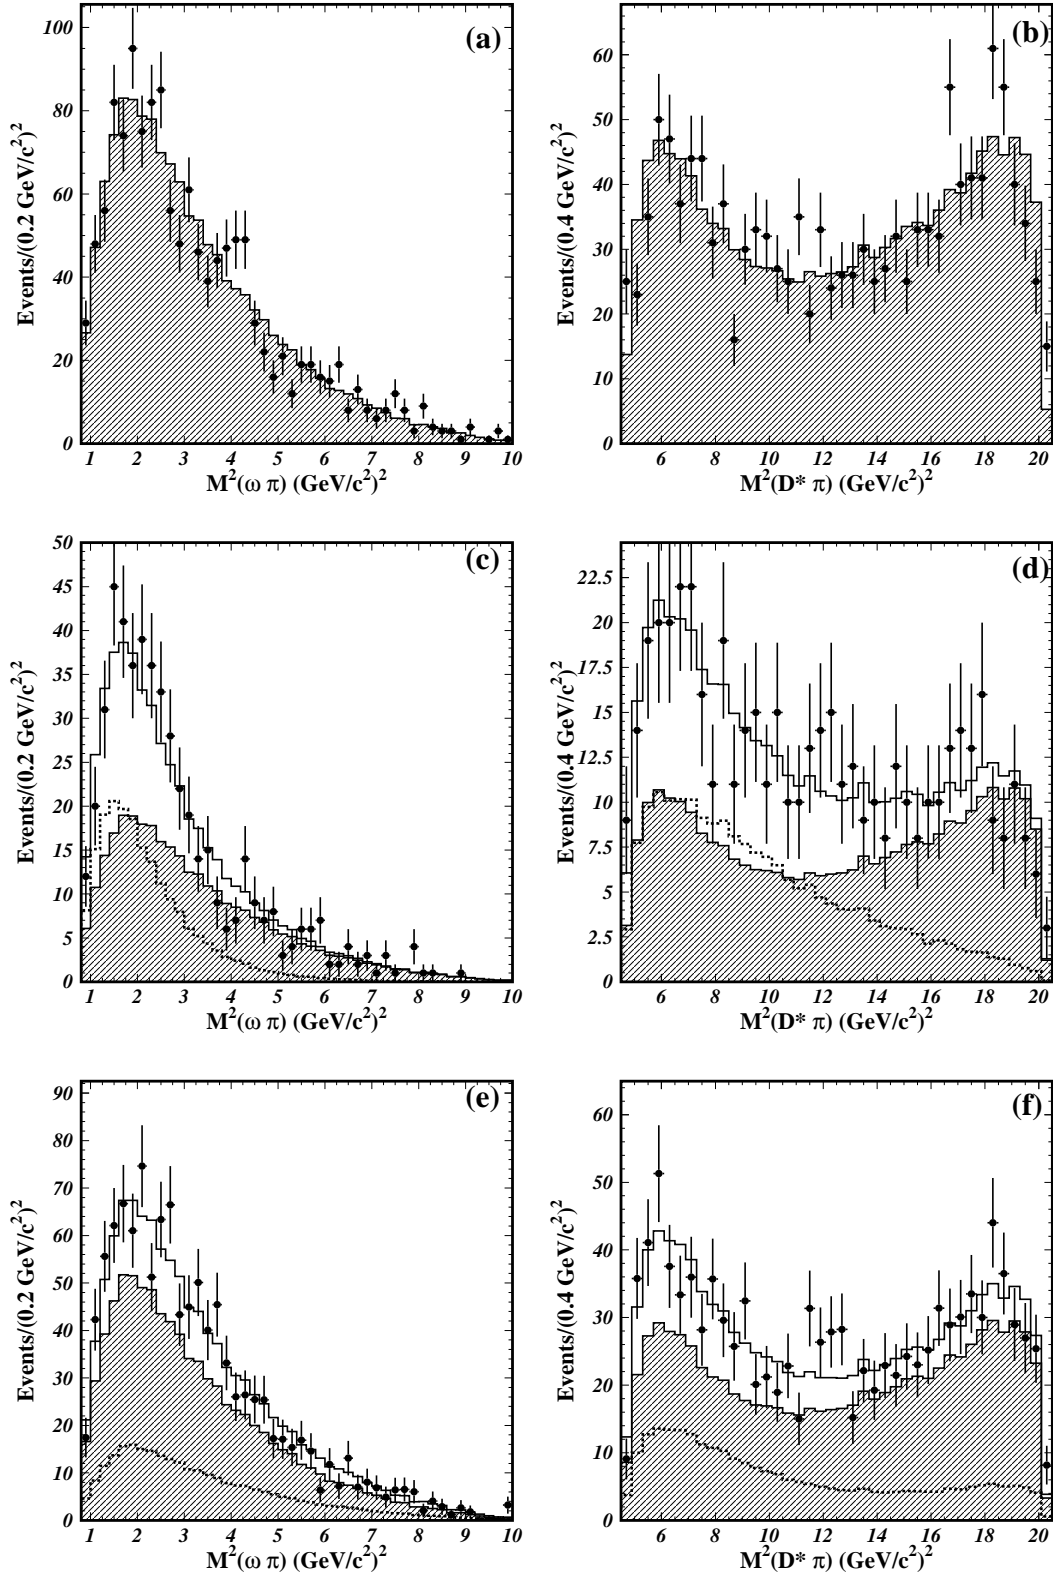 (a)
Events/(0.2 GeV/c²)²
100
80
60
40
20
0
1 2 3 4 5 6 7 8 9 10
M²(ω π) (GeV/c²)²
(b)
Events/(0.4 GeV/c²)²
60
50
40
30
20
10
0
6 8 10 12 14 16 18 20
M²(D* π) (GeV/c²)²
(c)
Events/(0.2 GeV/c²)²
50
45
40
35
30
25
20
15
10
5
0
1 2 3 4 5 6 7 8 9 10
M²(ω π) (GeV/c²)²
(d)
Events/(0.4 GeV/c²)²
22.5
20
17.5
15
12.5
10
7.5
5
2.5
0
6 8 10 12 14 16 18 20
M²(D* π) (GeV/c²)²
(e)
Events/(0.2 GeV/c²)²
90
80
70
60
50
40
30
20
10
0
1 2 3 4 5 6 7 8 9 10
M²(ω π) (GeV/c²)²
(f)
Events/(0.4 GeV/c²)²
60
50
40
30
20
10
0
6 8 10 12 14 16 18 20
M²(D* π) (GeV/c²)²